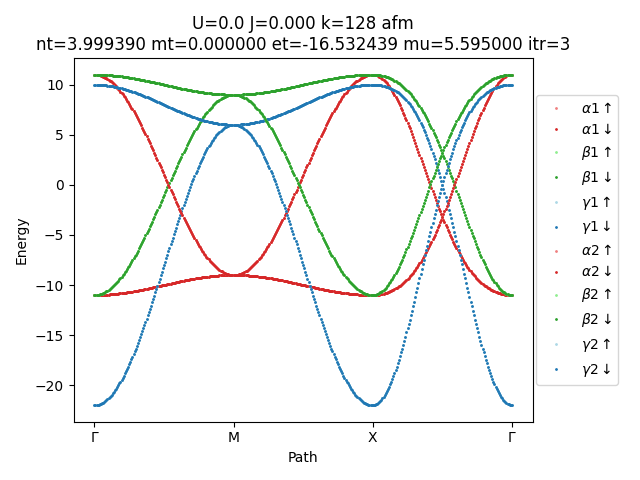 U=0.0 J=0.000 k=128 afm
nt=3.999390 mt=0.000000 et=-16.532439 mu=5.595000 itr=3
Energy
10
5
0
−5
−10
−15
−20
Γ
M
X
Γ
Path
α1↑
α1↓
β1↑
β1↓
γ1↑
γ1↓
α2↑
α2↓
β2↑
β2↓
γ2↑
γ2↓